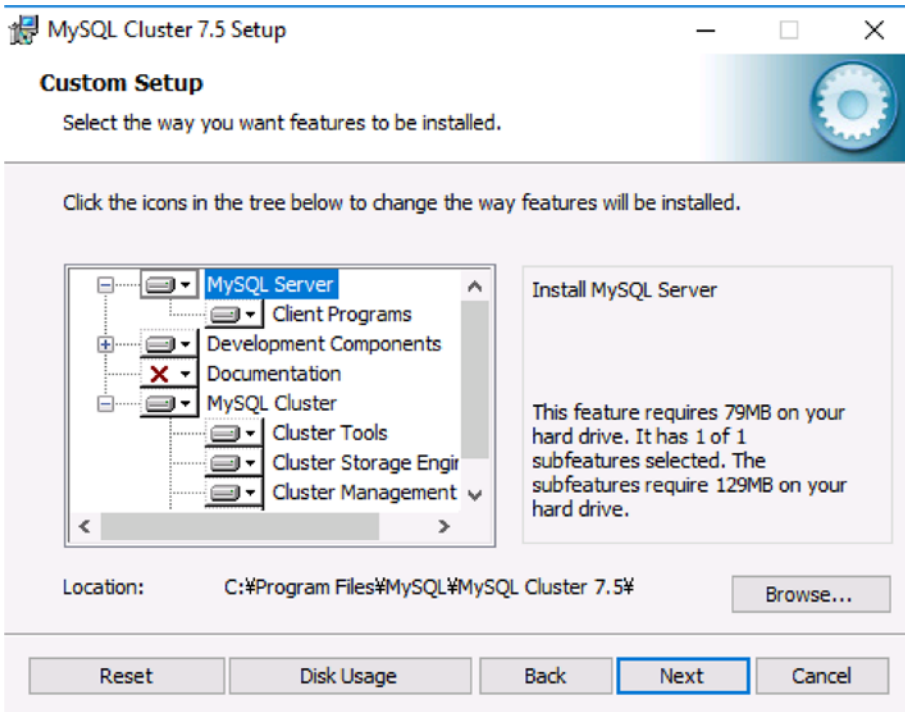 MySQL Cluster 7.5 Setup
Custom Setup
Select the way you want features to be installed.
Click the icons in the tree below to change the way features will be installed.
MySQL Server
Client Programs
Development Components
Documentation
MySQL Cluster
Cluster Tools
Cluster Storage Engir
Cluster Management
Install MySQL Server
This feature requires 79MB on your
hard drive. It has 1 of 1
subfeatures selected. The
subfeatures require 129MB on your
hard drive.
Location: C:¥Program Files¥MySQL¥MySQL Cluster 7.5¥
Browse...
Reset Disk Usage Back Next Cancel